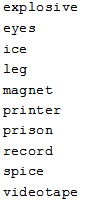 explosive
eyes
ice
leg
magnet
printer
prison
record
spice
videotape